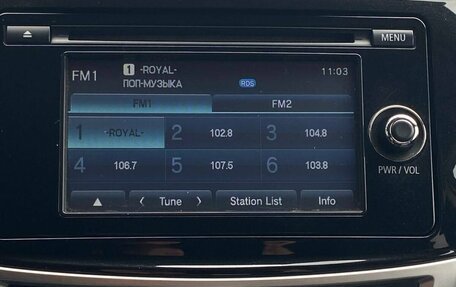 MENU
FM1 1 -ROYAL- 11:03
ПОП-МУЗЫКА RDS
FM1 FM2
1 -ROYAL- 2 102.8 3 104.8
4 106.7 5 107.5 6 103.8
Tune Station List Info
PWR / VOL